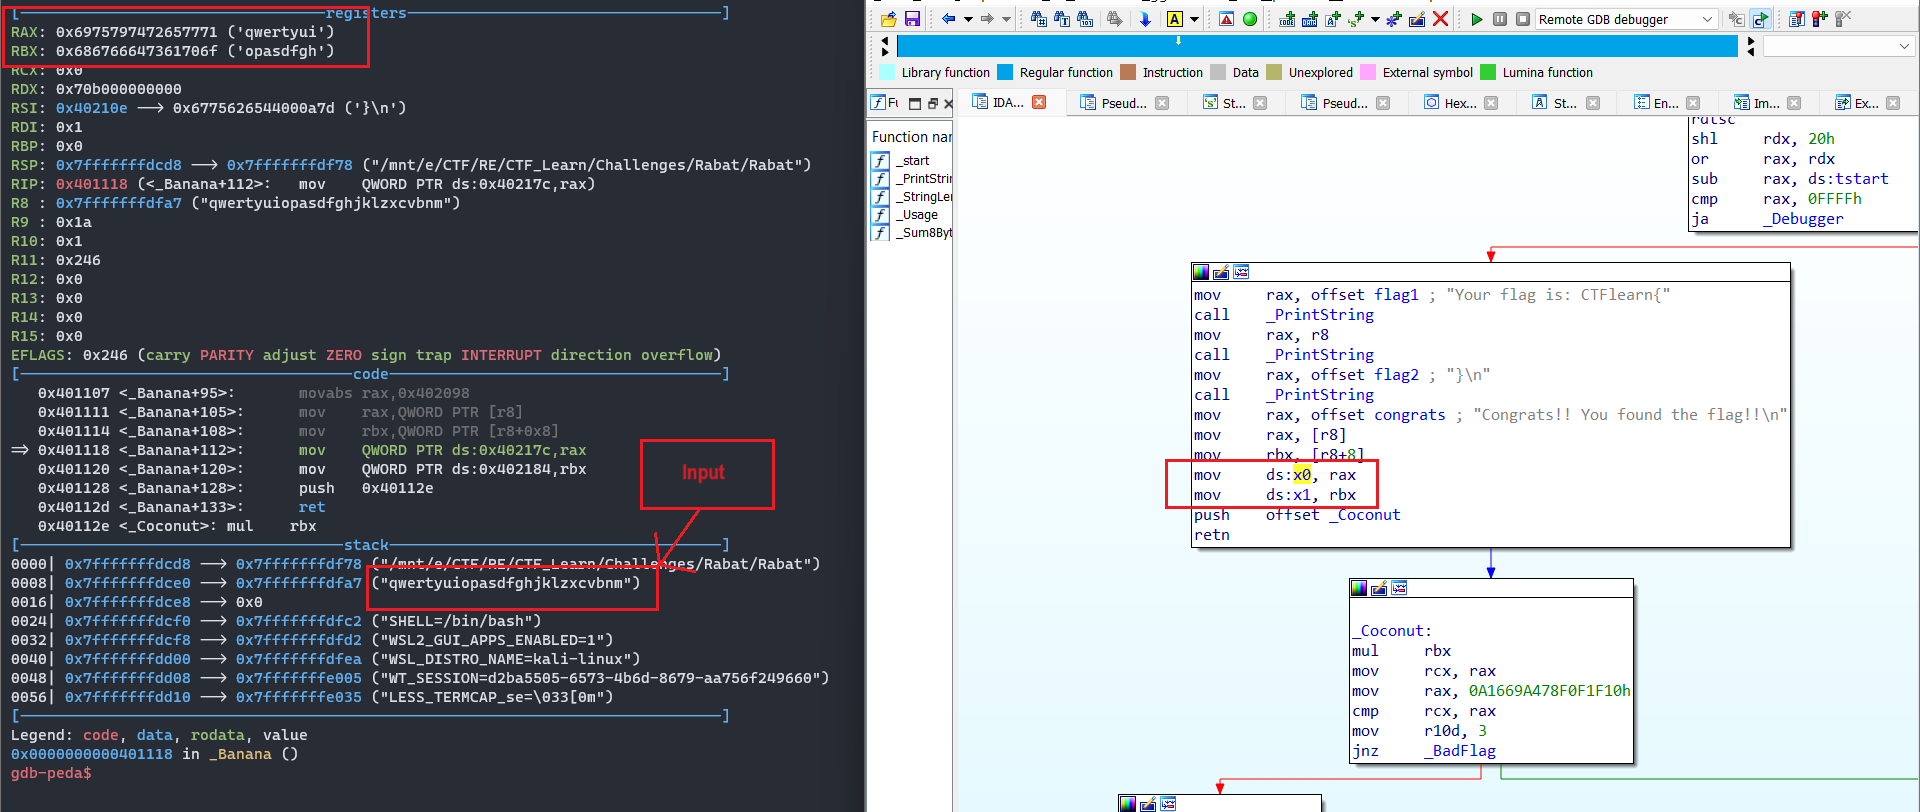 [------------------------------------registers-------------------------------------]
RAX: 0x6975797472657771 ('qwertyui')
RBX: 0x686766647361706f ('opasdfgh')
RCX: 0x0
RDX: 0x70b000000000
RSI: 0x40210e --> 0x6775626544000a7d ('}\n')
RDI: 0x1
RBP: 0x0
RSP: 0x7fffffffdcd8 --> 0x7fffffffdf78 ("/mnt/e/CTF/RE/CTF_Learn/Challenges/Rabat/Rabat")
RIP: 0x401118 (<_Banana+112>: mov QWORD PTR ds:0x40217c,rax)
R8 : 0x7fffffffdfa7 ("qwertyuiopasdfghjklzxcvbnm")
R9 : 0x1a
R10: 0x1
R11: 0x246
R12: 0x0
R13: 0x0
R14: 0x0
R15: 0x0
EFLAGS: 0x246 (carry PARITY adjust ZERO sign trap INTERRUPT direction overflow)
[--------------------------------------code---------------------------------------]
0x401107 <_Banana+95>: movabs rax,0x402098
0x401111 <_Banana+105>: mov rax,QWORD PTR [r8]
0x401114 <_Banana+108>: mov rbx,QWORD PTR [r8+0x8]
=> 0x401118 <_Banana+112>: mov QWORD PTR ds:0x40217c,rax
0x401120 <_Banana+120>: mov QWORD PTR ds:0x402184,rbx
0x401128 <_Banana+128>: push 0x40112e
0x40112d <_Banana+133>: ret
0x40112e <_Coconut>: mul rbx
[--------------------------------------stack--------------------------------------]
0000| 0x7fffffffdcd8 --> 0x7fffffffdf78 ("/mnt/e/CTF/RE/CTF_Learn/Challenges/Rabat/Rabat")
0008| 0x7fffffffdce0 --> 0x7fffffffdfa7 ("qwertyuiopasdfghjklzxcvbnm")
0016| 0x7fffffffdce8 --> 0x0
0024| 0x7fffffffdcf0 --> 0x7fffffffdfc2 ("SHELL=/bin/bash")
0032| 0x7fffffffdcf8 --> 0x7fffffffdfd2 ("WSL2_GUI_APPS_ENABLED=1")
0040| 0x7fffffffdd00 --> 0x7fffffffdfea ("WSL_DISTRO_NAME=kali-linux")
0048| 0x7fffffffdd08 --> 0x7fffffffe005 ("WT_SESSION=d2ba5505-6573-4b6d-8679-aa756f249660")
0056| 0x7fffffffdd10 --> 0x7fffffffe035 ("LESS_TERMCAP_se=\033[0m")
[---------------------------------------------------------------------------------]
Legend: code, data, rodata, value
0x0000000000401118 in _Banana ()
gdb-peda$
Input
Remote GDB debugger
Library function Regular function Instruction Data Unexplored External symbol Lumina function
Fu
IDA... Pseud... St... Pseud... Hex... St... En... Im... Ex...
Function nar
_start
_PrintStrin
_StringLen
_Usage
_Sum8Byt
rdtsc
shl rdx, 20h
or rax, rdx
sub rax, ds:tstart
cmp rax, 0FFFFh
ja _Debugger
mov rax, offset flag1 ; "Your flag is: CTFlearn{"
call _PrintString
mov rax, r8
call _PrintString
mov rax, offset flag2 ; "}\n"
call _PrintString
mov rax, offset congrats ; "Congrats!! You found the flag!!\n"
mov rax, [r8]
mov rbx, [r8+8]
mov ds:x0, rax
mov ds:x1, rbx
push offset _Coconut
retn
_Coconut:
mul rbx
mov rcx, rax
mov rax, 0A1669A478F0F1F10h
cmp rcx, rax
mov r10d, 3
jnz _BadFlag